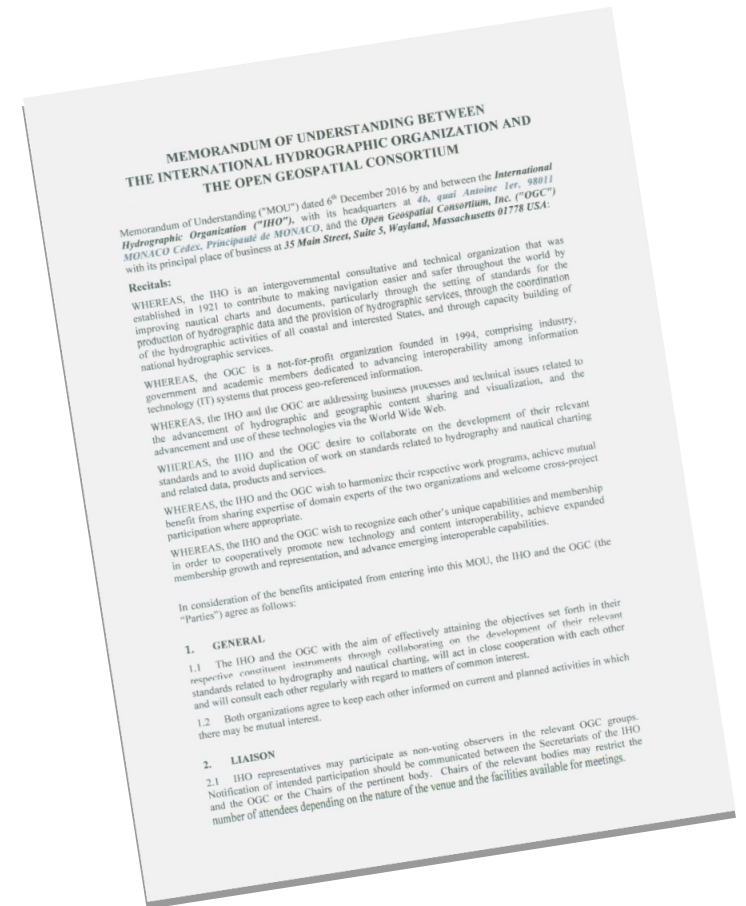 MEMORANDUM OF UNDERSTANDING BETWEEN
THE INTERNATIONAL HYDROGRAPHIC ORGANIZATION AND
THE OPEN GEOSPATIAL CONSORTIUM
Memorandum of Understanding ("MOU") dated 6th December 2016 by and between the International
Hydrographic Organization ("IHO"), with its headquarters at 4b, quai Antoine 1er, 98011
MONACO Cedex, Principauté de MONACO, and the Open Geospatial Consortium, Inc. ("OGC")
with its principal place of business at 35 Main Street, Suite 5, Wayland, Massachusetts 01778 USA:
Recitals:
WHEREAS, the IHO is an intergovernmental consultative and technical organization that was
established in 1921 to contribute to making navigation easier and safer throughout the world by
improving nautical charts and documents, particularly through the setting of standards for the
production of hydrographic data and the provision of hydrographic services, through the coordination
of the hydrographic activities of all coastal and interested States, and through capacity building of
national hydrographic services.
WHEREAS, the OGC is a not-for-profit organization founded in 1994, comprising industry,
government and academic members dedicated to advancing interoperability among information
technology (IT) systems that process geo-referenced information.
WHEREAS, the IHO and the OGC are addressing business processes and technical issues related to
the advancement of hydrographic and geographic content sharing and visualization, and the
advancement and use of these technologies via the World Wide Web.
WHEREAS, the IHO and the OGC desire to collaborate on the development of their relevant
standards and to avoid duplication of work on standards related to hydrography and nautical charting
and related data, products and services.
WHEREAS, the IHO and the OGC wish to harmonize their respective work programs, achieve mutual
benefit from sharing expertise of domain experts of the two organizations and welcome cross-project
participation where appropriate.
WHEREAS, the IHO and the OGC wish to recognize each other's unique capabilities and membership
in order to cooperatively promote new technology and content interoperability, achieve expanded
membership growth and representation, and advance emerging interoperable capabilities.
In consideration of the benefits anticipated from entering into this MOU, the IHO and the OGC (the
"Parties") agree as follows:
1. GENERAL
1.1 The IHO and the OGC with the aim of effectively attaining the objectives set forth in their
respective constituent instruments through collaborating on the development of their relevant
standards related to hydrography and nautical charting, will act in close cooperation with each other
and will consult each other regularly with regard to matters of common interest.
1.2 Both organizations agree to keep each other informed on current and planned activities in which
there may be mutual interest.
2. LIAISON
2.1 IHO representatives may participate as non-voting observers in the relevant OGC groups.
Notification of intended participation should be communicated between the Secretariats of the IHO
and the OGC or the Chairs of the pertinent body. Chairs of the relevant bodies may restrict the
number of attendees depending on the nature of the venue and the facilities available for meetings.